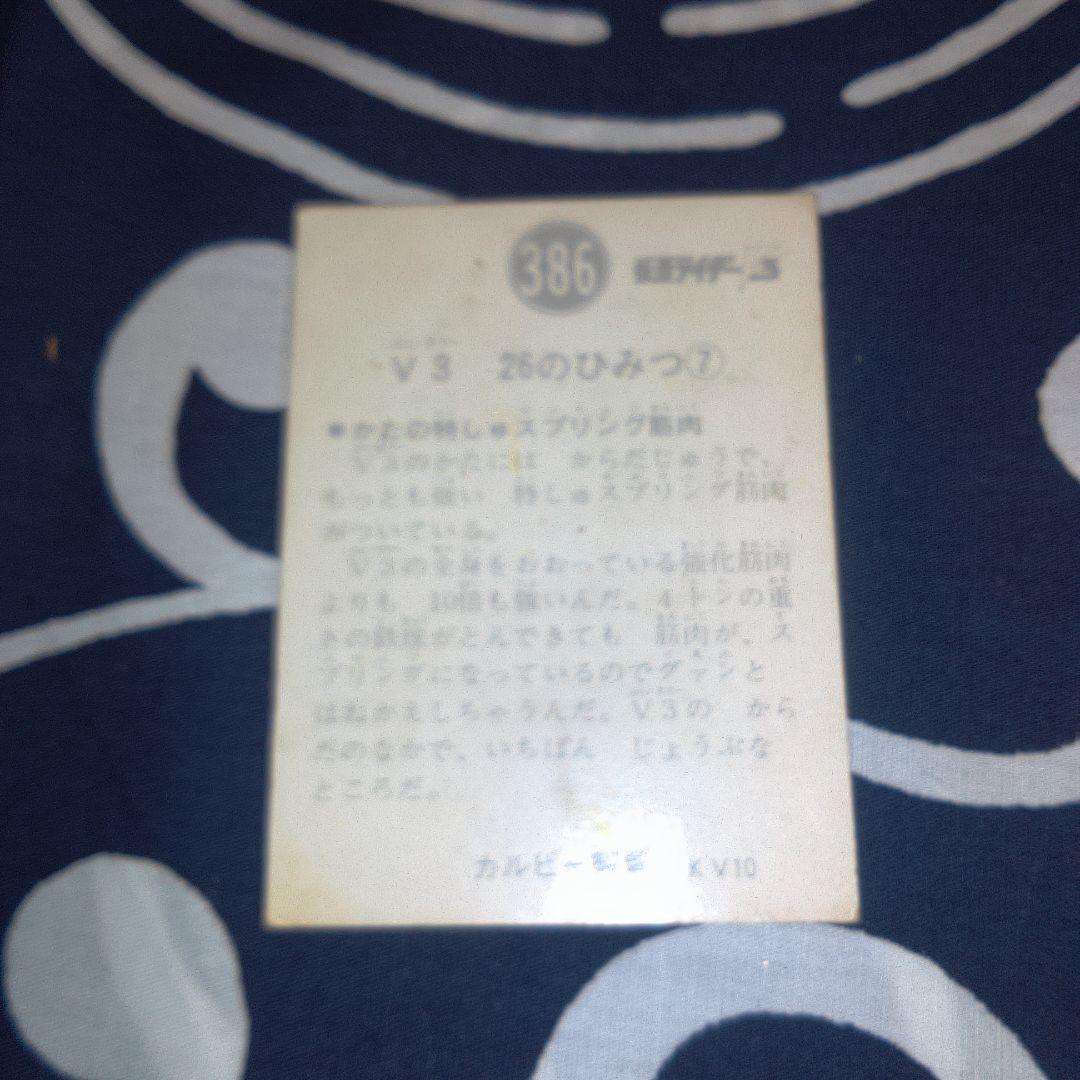 386 仮面ライダーV3
V3 26のひみつ⑦
●かたの特しゅスプリング筋肉
V3のかたには からだじゅうで、
もっとも強い 特しゅスプリング筋肉
がついている。
V3の全身をおおっている強化筋肉
よりも 10倍も強いんだ。4トンの重
さの鉄球がとんできても 筋肉が、ス
プリングになっているのでグァンと
はねかえしちゃうんだ。V3の から
だのなかで、いちばん じょうぶな
ところだ。
カルビー KV10